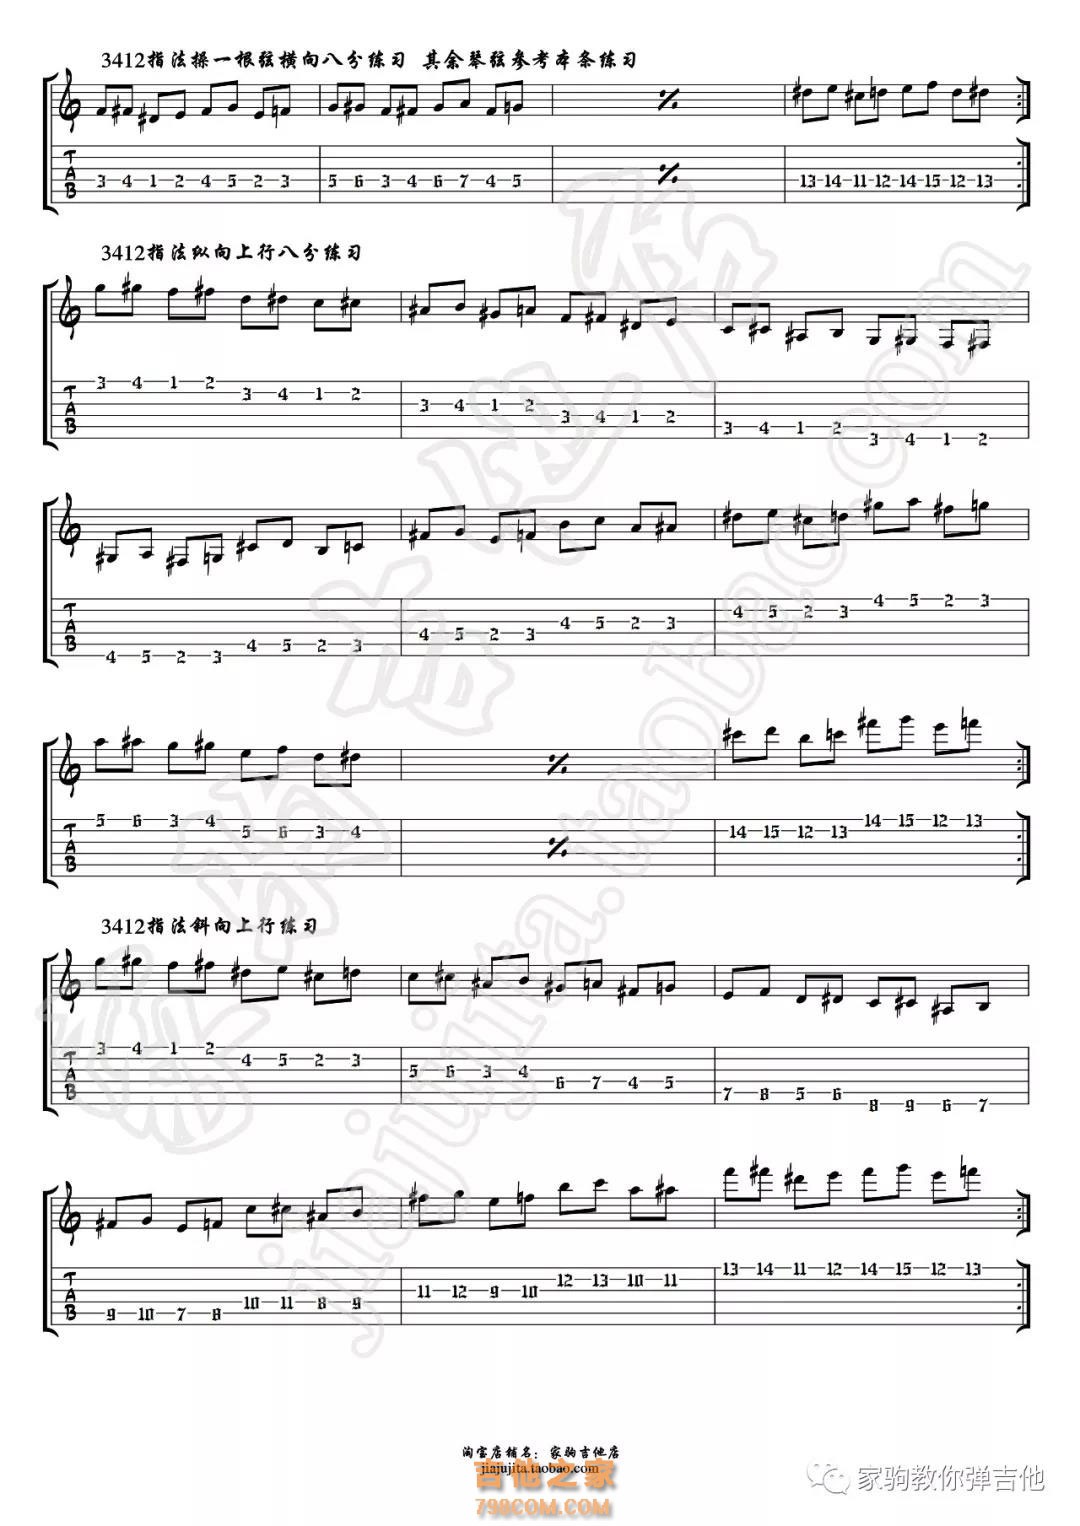 3412指法操一根弦横向八分练习 其余琴弦参考本条练习
T A B
3 4 1 2 4 5 2 3 5 6 3 4 6 7 4 5 13 14 11 12 14 15 12 13
3412指法纵向上行八分练习
T A B
3 4 1 2 3 4 1 2 3 4 1 2 3 4 1 2 3 4 1 2 3 4 1 2
T A B
4 5 2 3 4 5 2 3 4 5 2 3 4 5 2 3 4 5 2 3 4 5 2 3
T A B
5 6 3 4 5 6 3 4 14 15 12 13 14 15 12 13
3412指法斜向上行练习
T A B
3 4 1 2 4 5 2 3 5 6 3 4 6 7 4 5 7 8 5 6 8 9 6 7
T A B
9 10 7 8 10 11 8 9 11 12 9 10 12 13 10 11 13 14 11 12 14 15 12 13
jiajujita.taobao.com
淘宝店铺名：家驹吉他店
jiajujita.taobao.com
吉他之家
798COM.COM
家驹教你弹吉他